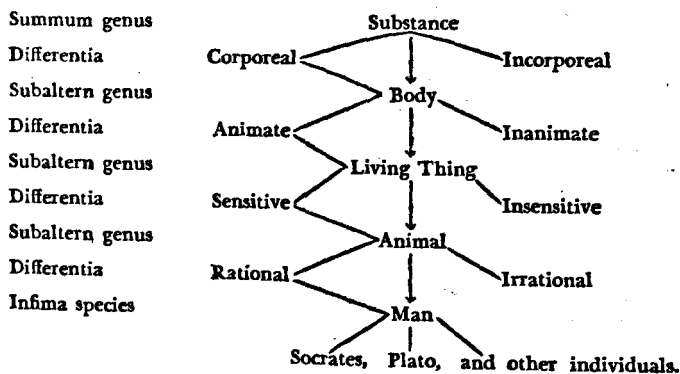 Summum genus Substance
Differentia Corporeal Incorporeal
Subaltern genus Body
Differentia Animate Inanimate
Subaltern genus Living Thing
Differentia Sensitive Insensitive
Subaltern genus Animal
Differentia Rational Irrational
Infima species Man
Socrates, Plato, and other individuals.